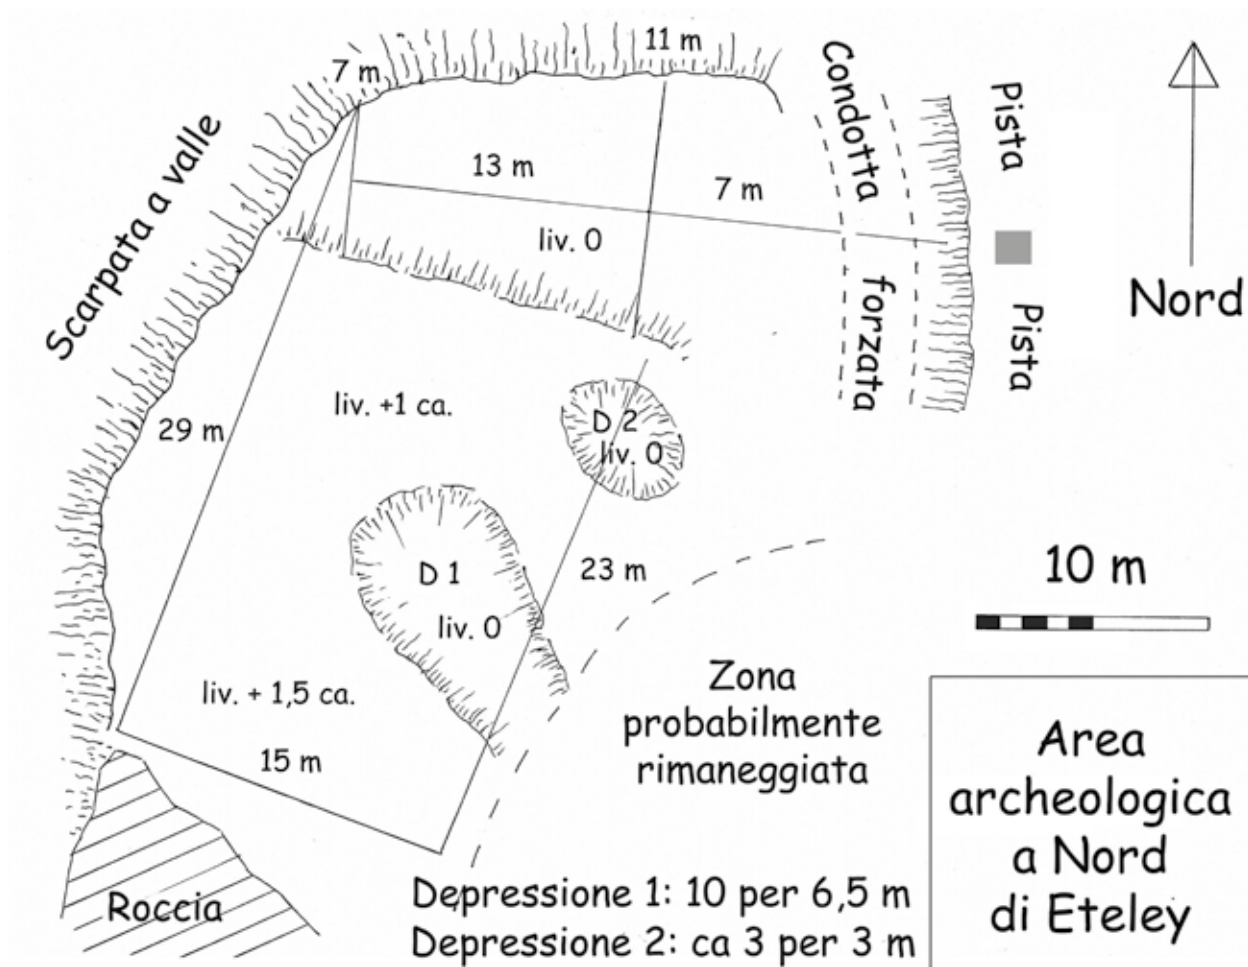 11 m
7 m
Condotta
forzata
Pista
Pista
Nord
Scarpata a valle
13 m
7 m
liv. 0
liv. +1 ca.
29 m
D 2
liv. 0
D 1
liv. 0
23 m
10 m
liv. + 1,5 ca.
15 m
Zona
probabilmente
rimaneggiata
Roccia
Depressione 1: 10 per 6,5 m
Depressione 2: ca 3 per 3 m
Area
archeologica
a Nord
di Eteley